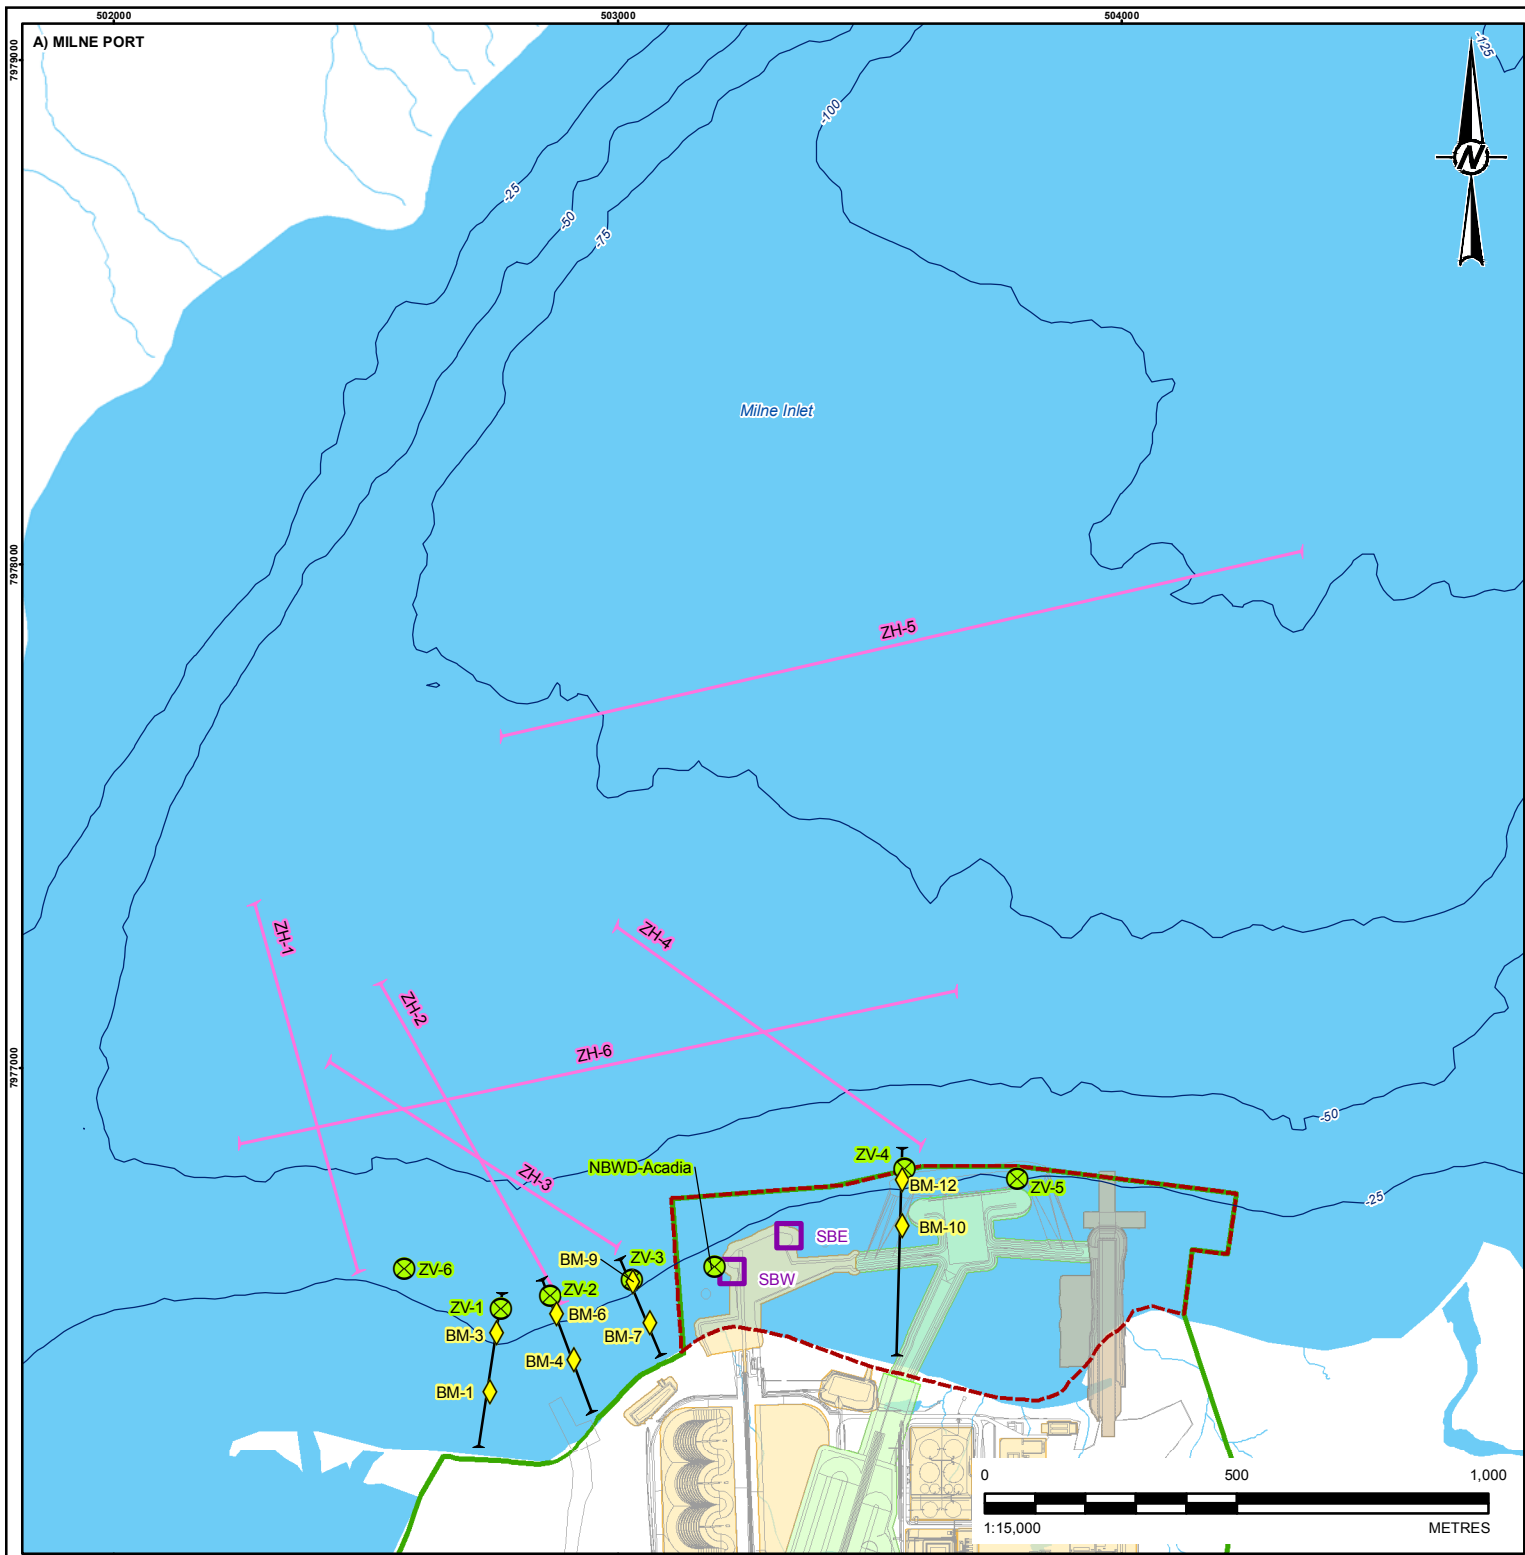 502000
503000
504000
A) MILNE PORT
7979000
-125
-100
N
-25
-50
-75
Milne Inlet
7978000
ZH-5
ZH-1
ZH-4
ZH-2
ZH-6
7977000
-50
ZH-3
NBWD-Acadia
ZV-4
BM-12
ZV-5
-25
BM-10
SBE
BM-9
ZV-3
SBW
ZV-6
ZV-2
ZV-1
BM-6
BM-3
BM-7
BM-4
BM-1
0
500
1,000
1:15,000
METRES